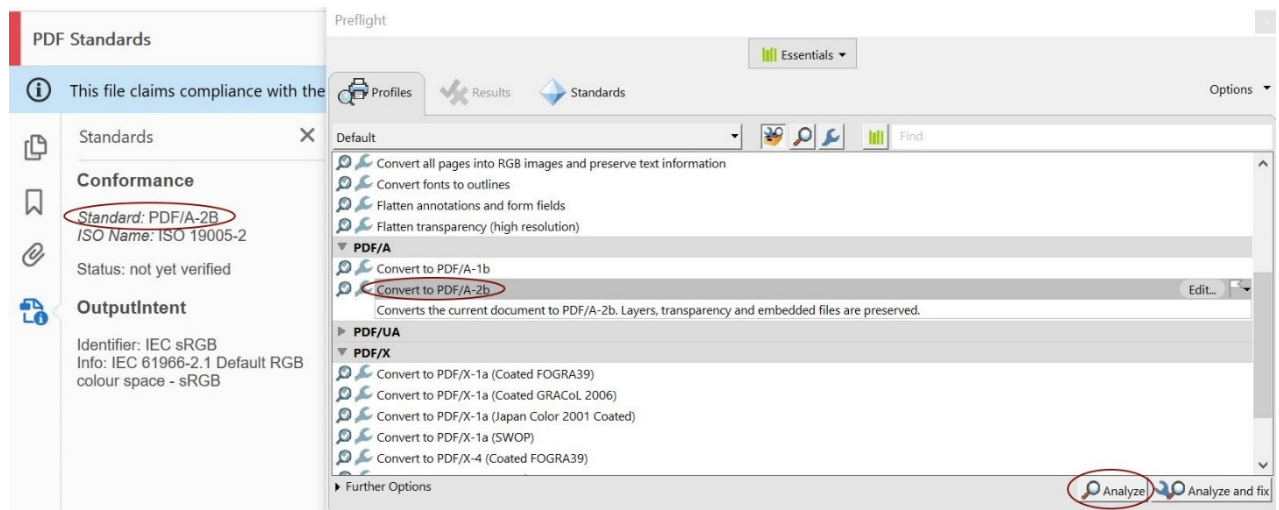 PDF Standards
This file claims compliance with the
Standards
Conformance
Standard: PDF/A-2B
ISO Name: ISO 19005-2
Status: not yet verified
OutputIntent
Identifier: IEC sRGB
Info: IEC 61966-2.1 Default RGB
colour space - sRGB
Preflight
Essentials
Profiles
Results
Standards
Options
Default
Find
Convert all pages into RGB images and preserve text information
Convert fonts to outlines
Flatten annotations and form fields
Flatten transparency (high resolution)
PDF/A
Convert to PDF/A-1b
Convert to PDF/A-2b
Edit...
Converts the current document to PDF/A-2b. Layers, transparency and embedded files are preserved.
PDF/UA
PDF/X
Convert to PDF/X-1a (Coated FOGRA39)
Convert to PDF/X-1a (Coated GRACoL 2006)
Convert to PDF/X-1a (Japan Color 2001 Coated)
Convert to PDF/X-1a (SWOP)
Convert to PDF/X-4 (Coated FOGRA39)
Further Options
Analyze
Analyze and fix